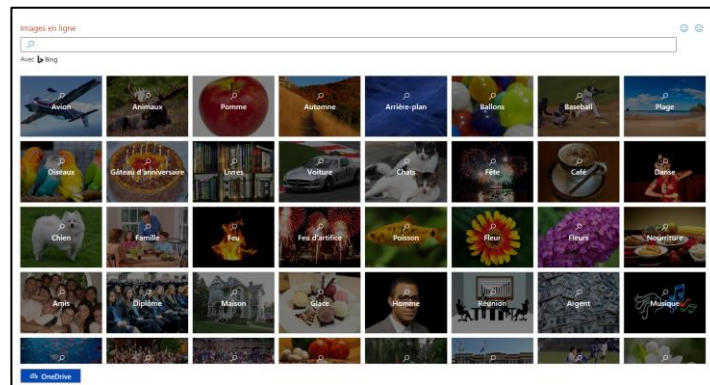 Images en ligne
Avec Bing
Avion Animaux Pomme Automne Arrière-plan Ballons Baseball Plage
Oiseaux Gâteau d'anniversaire Livres Voiture Chats Fête Café Danse
Chien Famille Feu Feu d'artifice Poisson Fleur Fleurs Nourriture
Amis Diplôme Maison Glace Homme Réunion Argent Musique
OneDrive